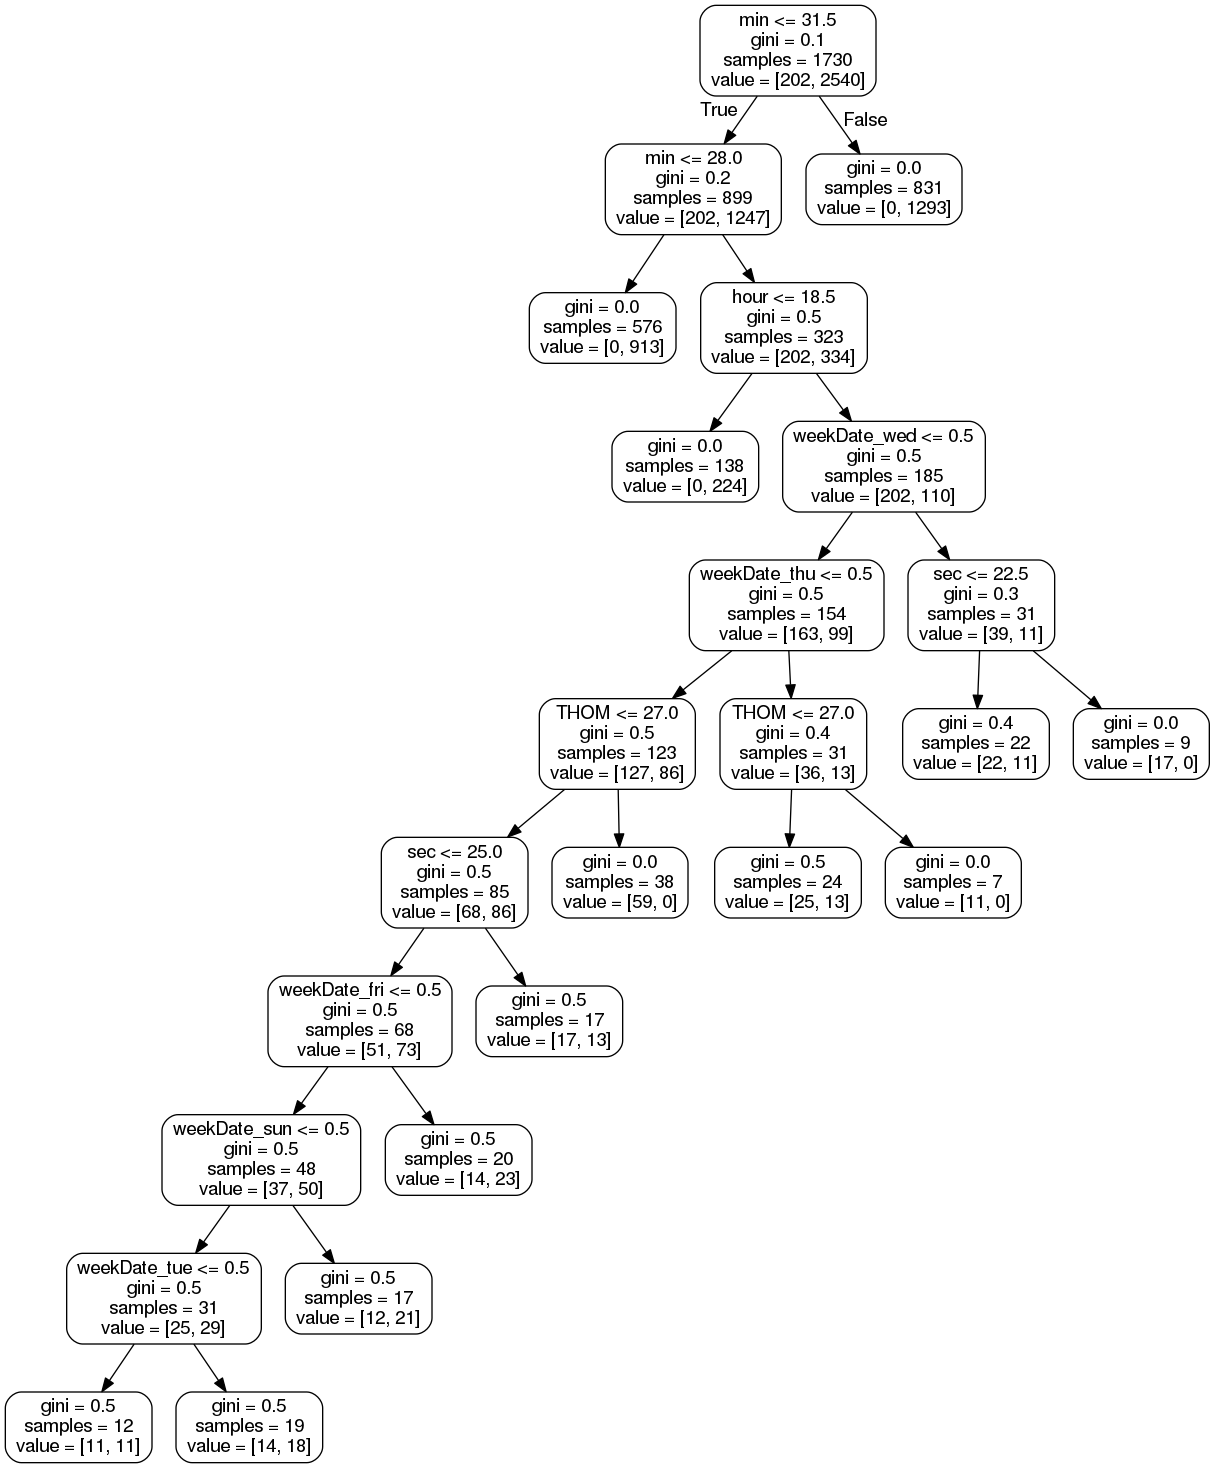 min <= 31.5
gini = 0.1
samples = 1730
value = [202, 2540]
True
False
min <= 28.0
gini = 0.2
samples = 899
value = [202, 1247]
gini = 0.0
samples = 831
value = [0, 1293]
gini = 0.0
samples = 576
value = [0, 913]
hour <= 18.5
gini = 0.5
samples = 323
value = [202, 334]
gini = 0.0
samples = 138
value = [0, 224]
weekDate_wed <= 0.5
gini = 0.5
samples = 185
value = [202, 110]
weekDate_thu <= 0.5
gini = 0.5
samples = 154
value = [163, 99]
sec <= 22.5
gini = 0.3
samples = 31
value = [39, 11]
THOM <= 27.0
gini = 0.5
samples = 123
value = [127, 86]
THOM <= 27.0
gini = 0.4
samples = 31
value = [36, 13]
gini = 0.4
samples = 22
value = [22, 11]
gini = 0.0
samples = 9
value = [17, 0]
sec <= 25.0
gini = 0.5
samples = 85
value = [68, 86]
gini = 0.0
samples = 38
value = [59, 0]
gini = 0.5
samples = 24
value = [25, 13]
gini = 0.0
samples = 7
value = [11, 0]
weekDate_fri <= 0.5
gini = 0.5
samples = 68
value = [51, 73]
gini = 0.5
samples = 17
value = [17, 13]
weekDate_sun <= 0.5
gini = 0.5
samples = 48
value = [37, 50]
gini = 0.5
samples = 20
value = [14, 23]
weekDate_tue <= 0.5
gini = 0.5
samples = 31
value = [25, 29]
gini = 0.5
samples = 17
value = [12, 21]
gini = 0.5
samples = 12
value = [11, 11]
gini = 0.5
samples = 19
value = [14, 18]